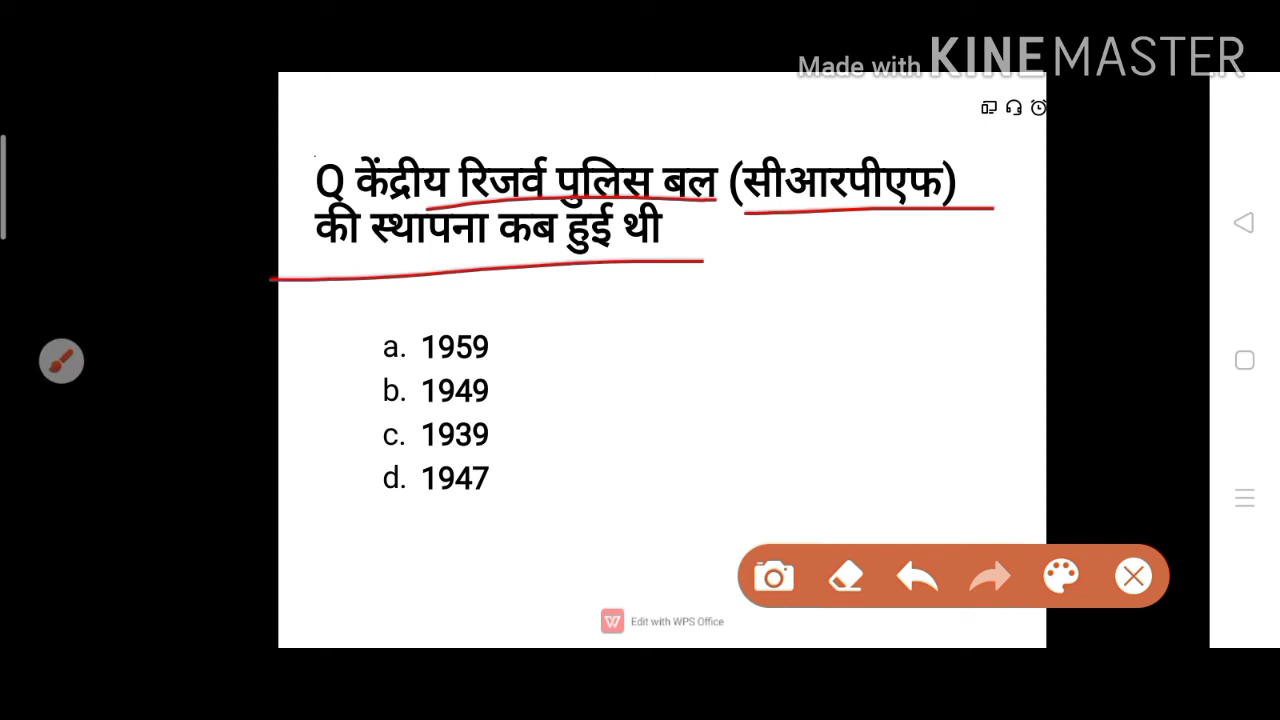 Made with KINEMASTER
Q केंद्रीय रिजर्व पुलिस बल (सीआरपीएफ)
की स्थापना कब हुई थी
a. 1959
b. 1949
c. 1939
d. 1947
Edit with WPS Office